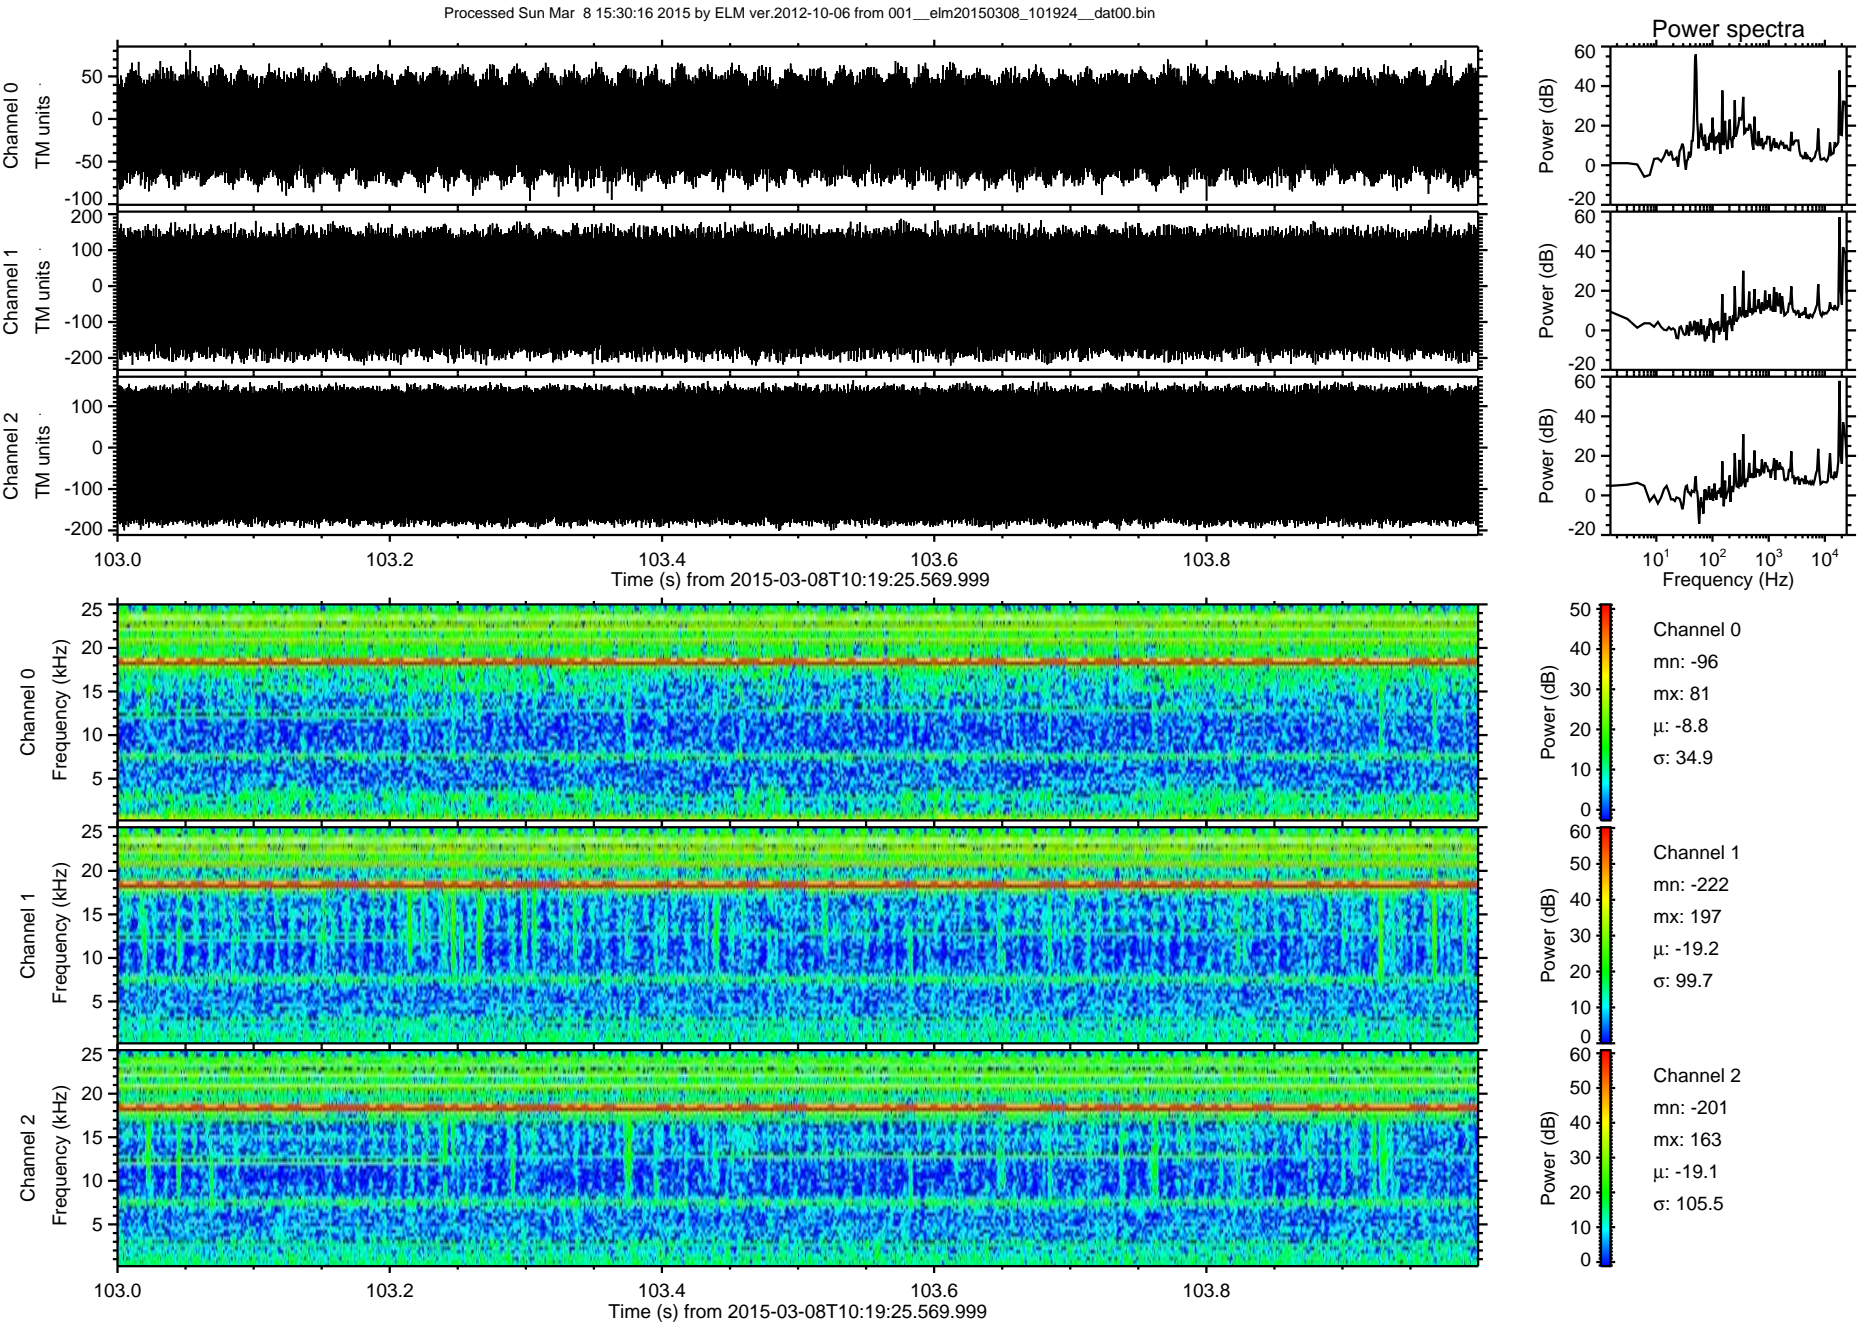 Processed Sun Mar  8 15:30:16 2015 by ELM ver.2012-10-06 from 001__elm20150308_101924__dat00.bin
Power spectra
Channel 0
TM units
50
0
-50
-100
Power (dB)
60
40
20
0
-20
Channel 1
TM units
200
100
0
-100
-200
Power (dB)
60
40
20
0
-20
Channel 2
TM units
100
0
-100
-200
Power (dB)
60
40
20
0
-20
103.0 103.2 103.4 103.6 103.8
Time (s) from 2015-03-08T10:19:25.569.999
10¹ 10² 10³ 10⁴
Frequency (Hz)
Channel 0
Frequency (kHz)
25
20
15
10
5
Power (dB)
50
40
30
20
10
0
Channel 0
mn: -96
mx: 81
μ: -8.8
σ: 34.9
Channel 1
Frequency (kHz)
25
20
15
10
5
Power (dB)
60
50
40
30
20
10
0
Channel 1
mn: -222
mx: 197
μ: -19.2
σ: 99.7
Channel 2
Frequency (kHz)
25
20
15
10
5
Power (dB)
60
50
40
30
20
10
0
Channel 2
mn: -201
mx: 163
μ: -19.1
σ: 105.5
103.0 103.2 103.4 103.6 103.8
Time (s) from 2015-03-08T10:19:25.569.999